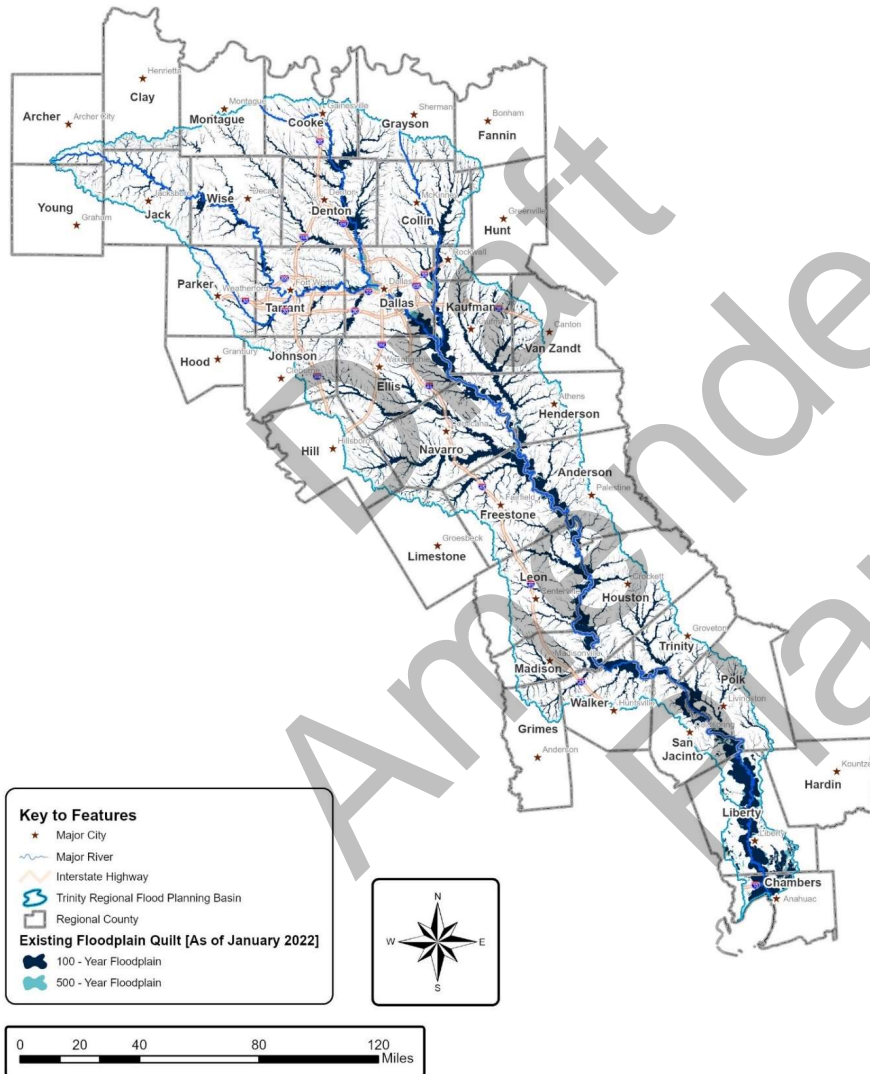 Henrietta
Clay
Archer
Archer City
Montague
Montague
Gainesville
Cooke
Sherman
Grayson
Bonham
Fannin
Young
Graham
Jacksboro
Jack
Wise
Decatur
Denton
Denton
McKinney
Collin
Greenville
Hunt
Rockwall
Parker
Weatherford
Fort Worth
Tarrant
Dallas
Dallas
Kaufman
Kaufman
Canton
Van Zandt
Hood
Granbury
Johnson
Cleburne
Waxahachie
Ellis
Athens
Henderson
Hill
Hillsboro
Corsicana
Navarro
Anderson
Palestine
Fairfield
Freestone
Groesbeck
Limestone
Leon
Centerville
Crockett
Houston
Groveton
Trinity
Madisonville
Madison
Polk
Livingston
Walker
Huntsville
Grimes
Anderson
San
Jacinto
Kountze
Hardin
Liberty
Liberty
Chambers
Anahuac
Draft
Key to Features
Major City
Major River
Interstate Highway
Trinity Regional Flood Planning Basin
Regional County
Existing Floodplain Quilt [As of January 2022]
100 - Year Floodplain
500 - Year Floodplain
N
W E
S
0 20 40 80 120
Miles